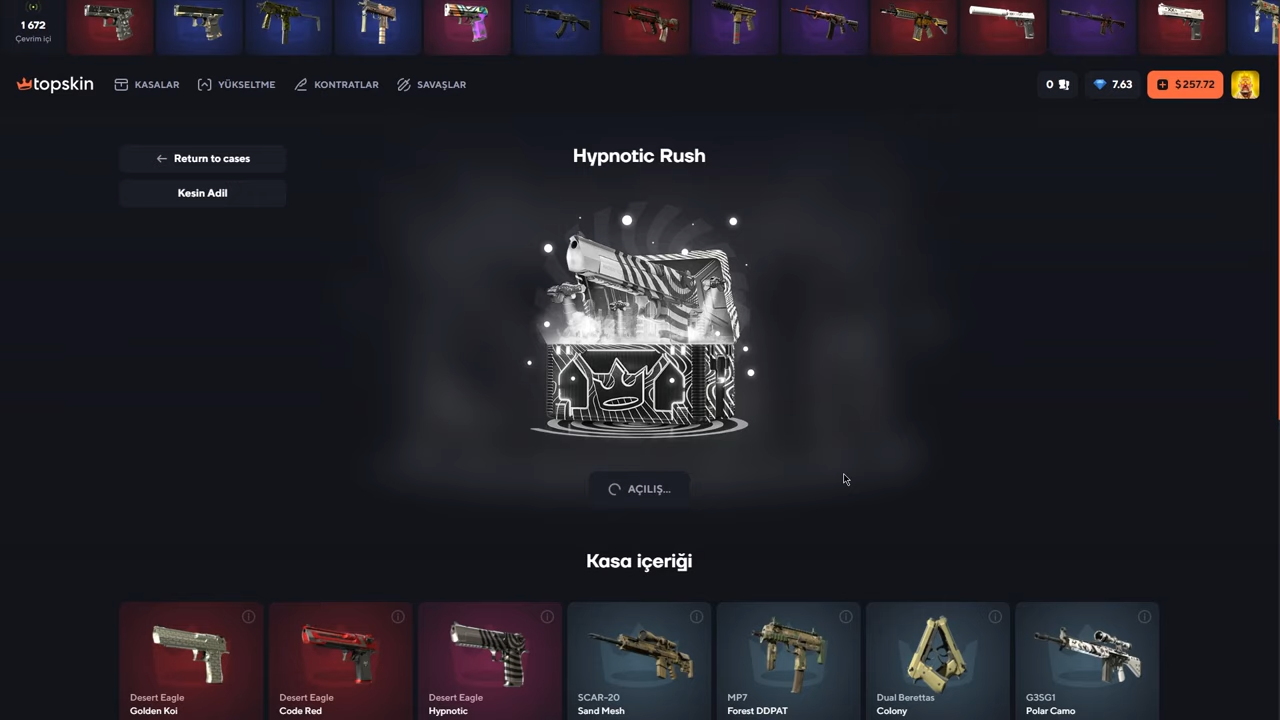 1 672
Çevrim içi
topskin
KASALAR
YÜKSELTME
KONTRATLAR
SAVAŞLAR
0
7.63
$ 257.72
Return to cases
Hypnotic Rush
Kesin Adil
AÇILIŞ...
Kasa içeriği
Desert Eagle
Golden Koi
Desert Eagle
Code Red
Desert Eagle
Hypnotic
SCAR-20
Sand Mesh
MP7
Forest DDPAT
Dual Berettas
Colony
G3SG1
Polar Camo